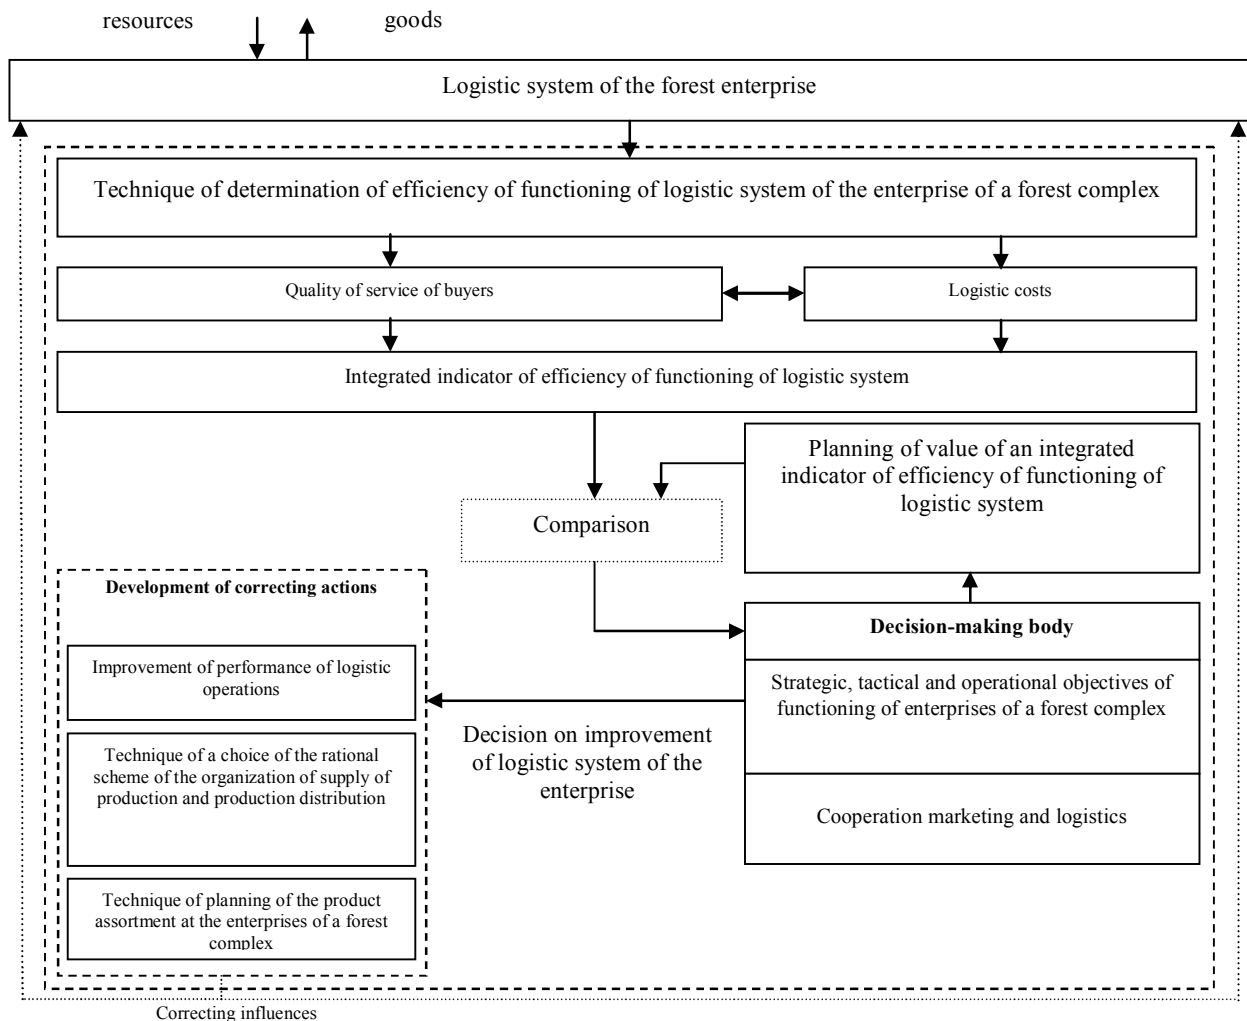 resources goods
Logistic system of the forest enterprise
Technique of determination of efficiency of functioning of logistic system of the enterprise of a forest complex
Quality of service of buyers
Logistic costs
Integrated indicator of efficiency of functioning of logistic system
Planning of value of an integrated
indicator of efficiency of functioning of
logistic system
Comparison
Development of correcting actions
Improvement of performance of logistic
operations
Technique of a choice of the rational
scheme of the organization of supply of
production and production distribution
Technique of planning of the product
assortment at the enterprises of a forest
complex
Decision on improvement
of logistic system of the
enterprise
Decision-making body
Strategic, tactical and operational objectives of
functioning of enterprises of a forest complex
Cooperation marketing and logistics
Correcting influences